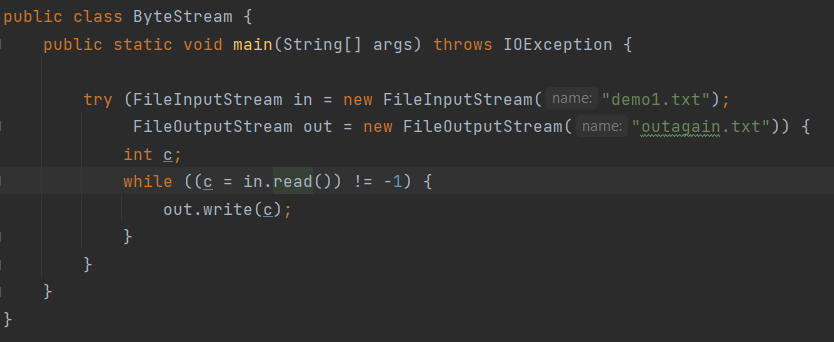 public class ByteStream {
public static void main(String[] args) throws IOException {
try (FileInputStream in = new FileInputStream( name: "demo1.txt");
FileOutputStream out = new FileOutputStream( name: "outagain.txt")) {
int c;
while ((c = in.read()) != -1) {
out.write(c);
}
}
}
}